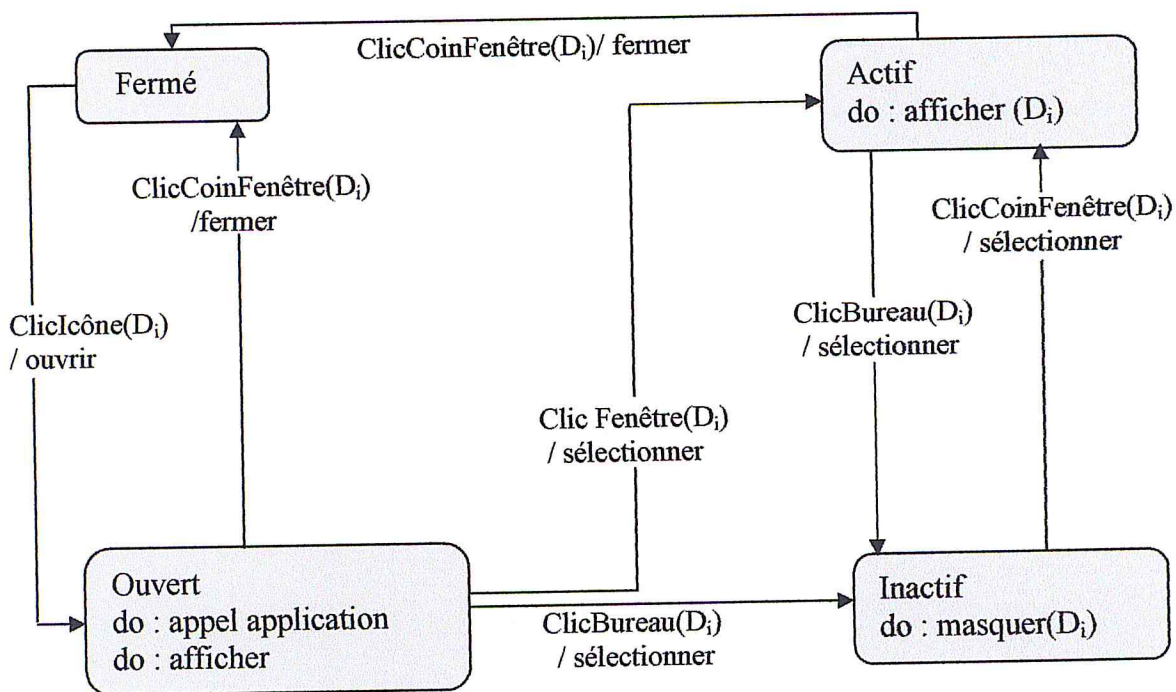 ClicCoinFenêtre(Di)/ fermer
Fermé
Actif
do : afficher (Di)
ClicCoinFenêtre(Di)
/fermer
ClicCoinFenêtre(Di)
/ sélectionner
ClicIcône(Di)
/ ouvrir
ClicBureau(Di)
/ sélectionner
Clic Fenêtre(Di)
/ sélectionner
Ouvert
do : appel application
do : afficher
ClicBureau(Di)
/ sélectionner
Inactif
do : masquer(Di)